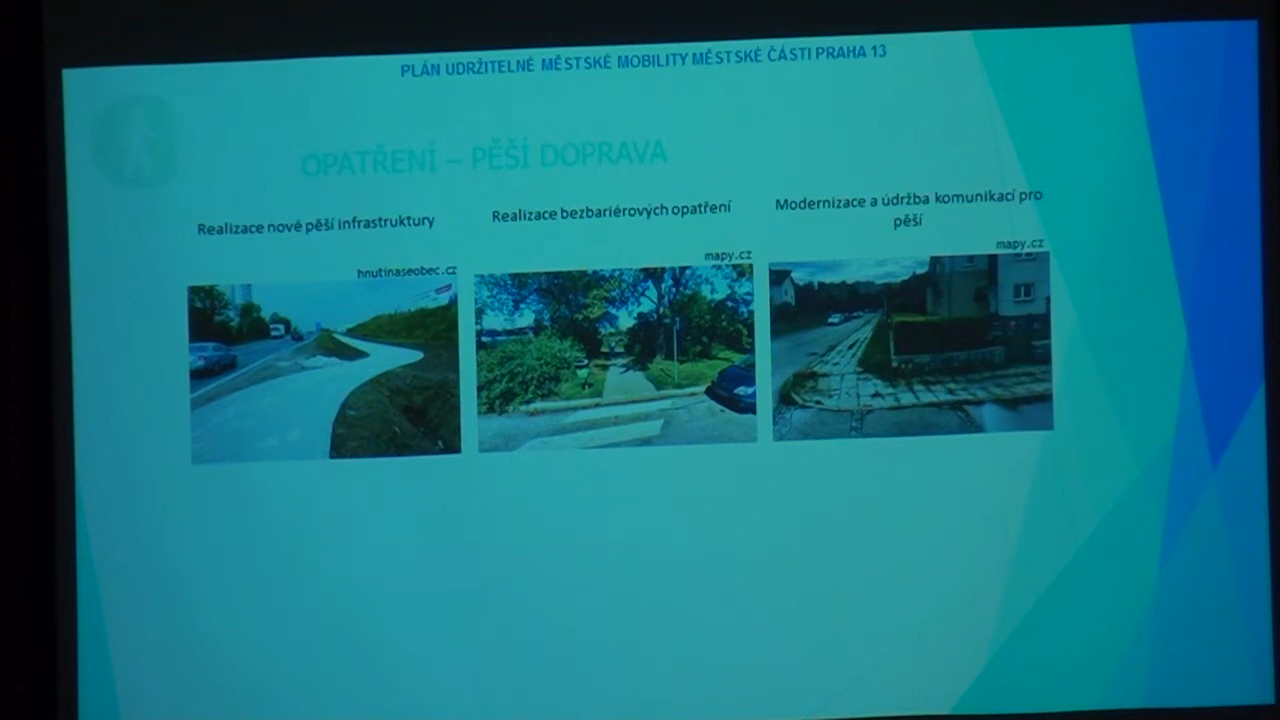 PLÁN UDRŽITELNÉ MĚSTSKÉ MOBILITY MĚSTSKÉ ČÁSTI PRAHA 13
OPATŘENÍ – PĚŠÍ DOPRAVA
Realizace nové pěší infrastruktury
hnutinaseobec.cz
Realizace bezbariérových opatření
mapy.cz
Modernizace a údržba komunikací pro
pěší
mapy.cz